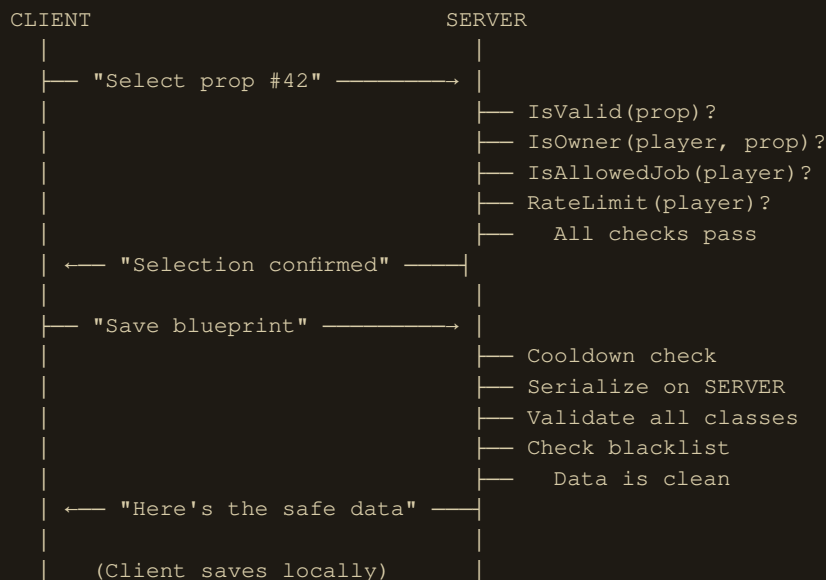 CLIENT SERVER
"Select prop #42"
IsValid(prop)?
IsOwner(player, prop)?
IsAllowedJob(player)?
RateLimit(player)?
All checks pass
"Selection confirmed"
"Save blueprint"
Cooldown check
Serialize on SERVER
Validate all classes
Check blacklist
Data is clean
"Here's the safe data"
(Client saves locally)